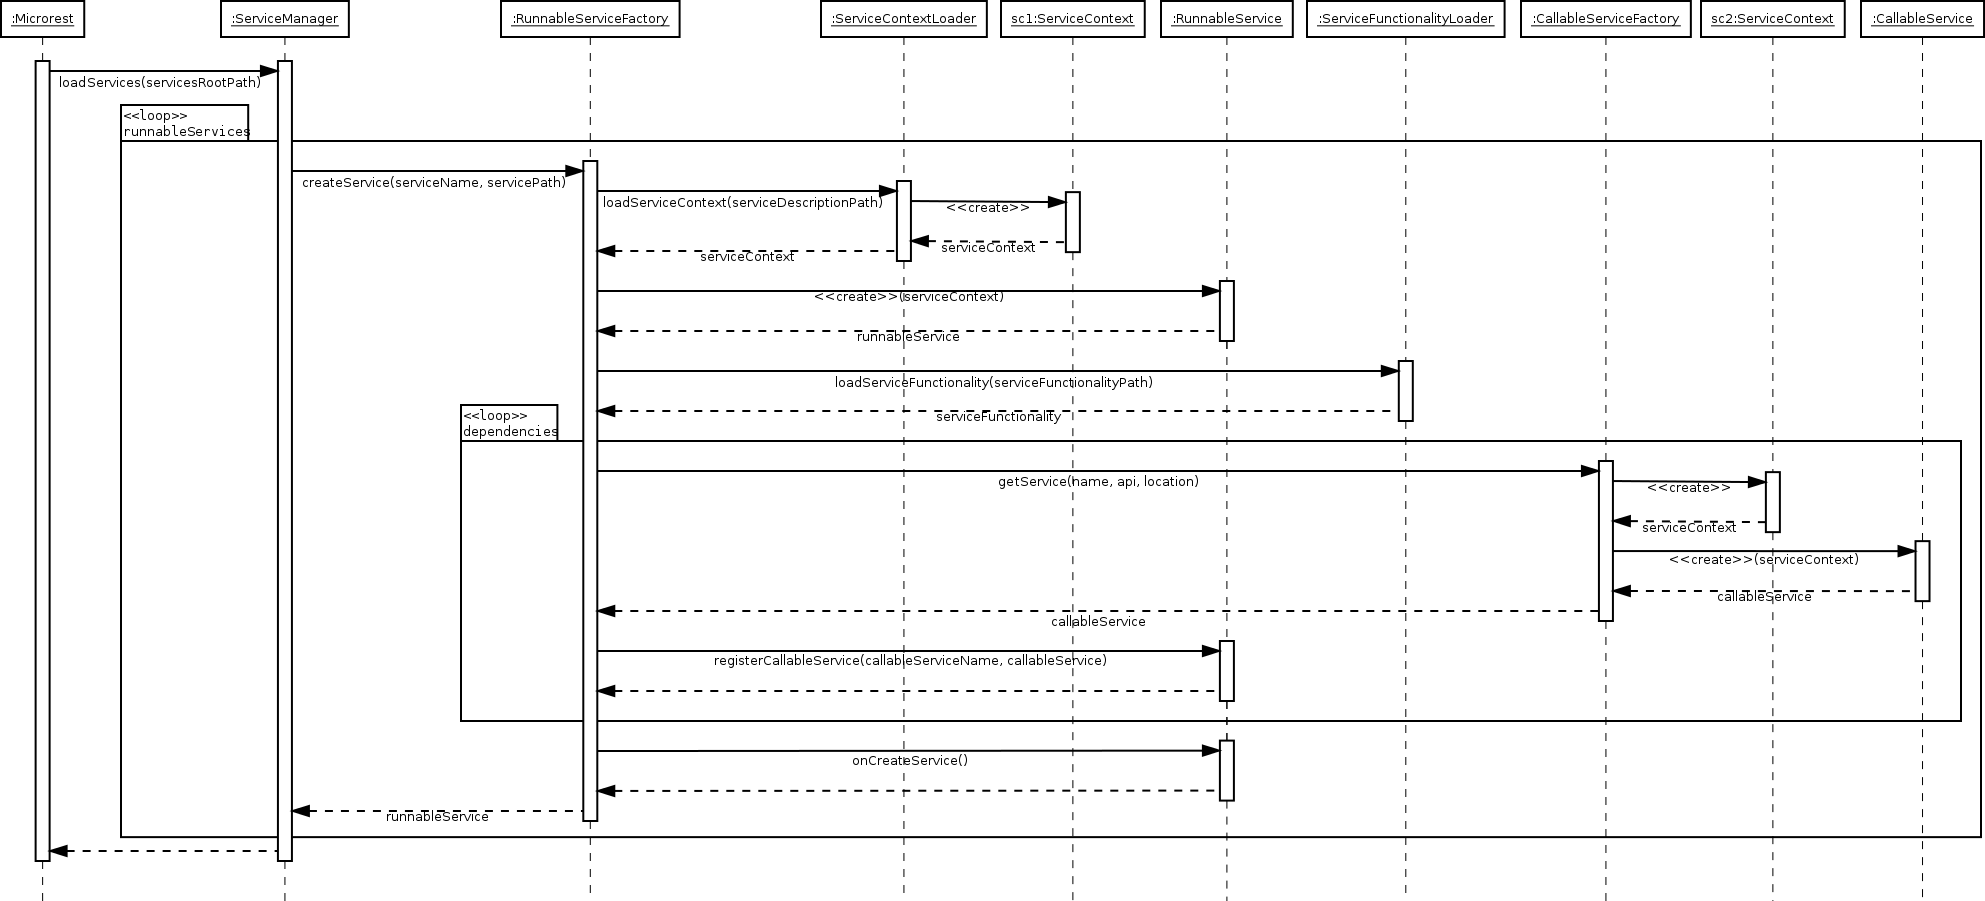 :Microrest
:ServiceManager
:RunnableServiceFactory
:ServiceContextLoader
sc1:ServiceContext
:RunnableService
:ServiceFunctionalityLoader
:CallableServiceFactory
sc2:ServiceContext
:CallableService
loadServices(servicesRootPath)
<<loop>>
runnableServices
createService(serviceName, servicePath)
loadServiceContext(serviceDescriptionPath)
<<create>>
serviceContext
serviceContext
<<create>>(serviceContext)
runnableService
loadServiceFunctionality(serviceFunctionalityPath)
serviceFunctionality
<<loop>>
dependencies
getService(name, api, location)
<<create>>
serviceContext
<<create>>(serviceContext)
callableService
callableService
registerCallableService(callableServiceName, callableService)
onCreateService()
runnableService